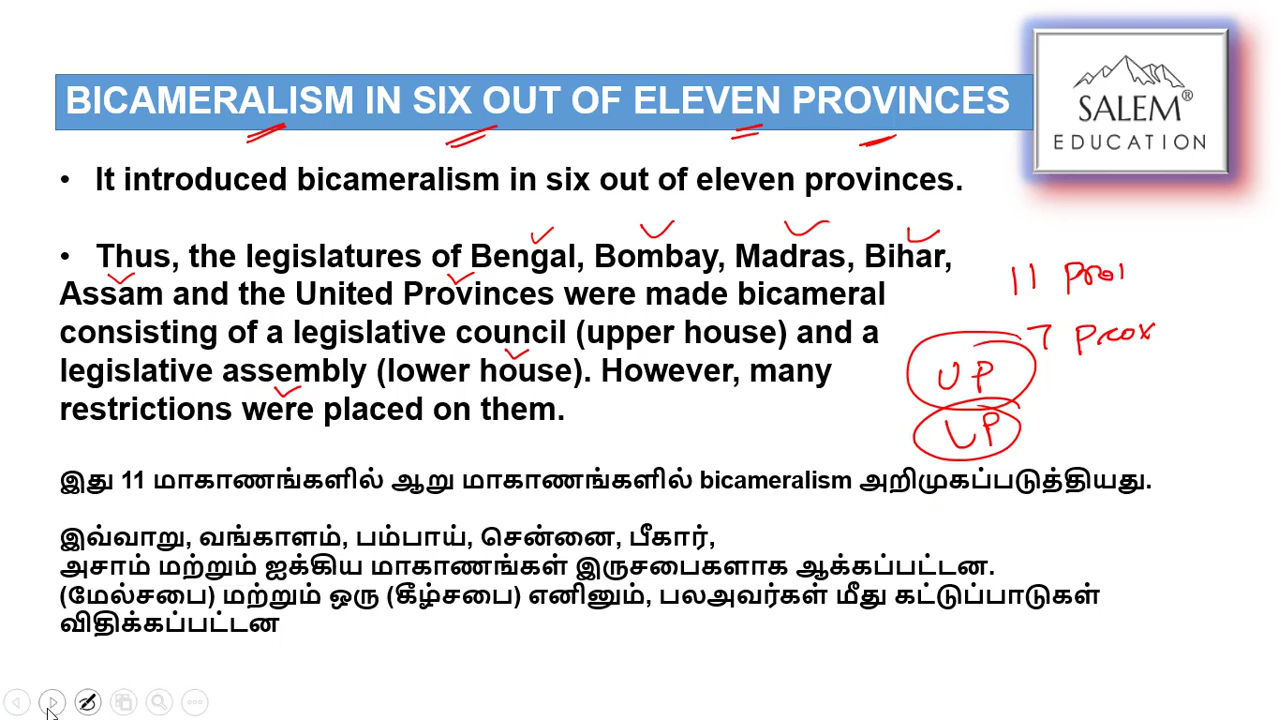 BICAMERALISM IN SIX OUT OF ELEVEN PROVINCES
SALEM®
EDUCATION
• It introduced bicameralism in six out of eleven provinces.
• Thus, the legislatures of Bengal, Bombay, Madras, Bihar,
Assam and the United Provinces were made bicameral
consisting of a legislative council (upper house) and a
legislative assembly (lower house). However, many
restrictions were placed on them.
11
7
UP
UP
இது 11 மாகாணங்களில் ஆறு மாகாணங்களில் bicameralism அறிமுகப்படுத்தியது.
இவ்வாறு, வங்காளம், பம்பாய், சென்னை, பீகார்,
அசாம் மற்றும் ஐக்கிய மாகாணங்கள் இருசபைகளாக ஆக்கப்பட்டன.
(மேல்சபை) மற்றும் ஒரு (கீழ்சபை) எனினும், பலஅவர்கள் மீது கட்டுப்பாடுகள்
விதிக்கப்பட்டன